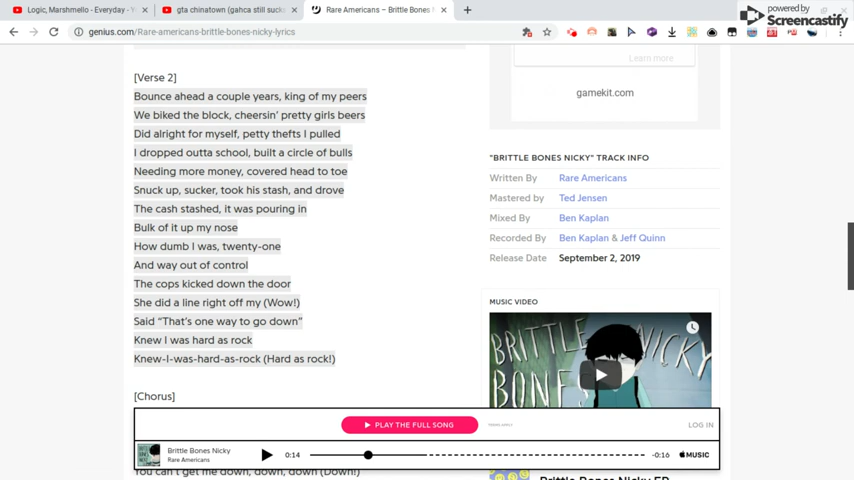 Logic, Marshmello - Everyday -
gta chinatown (gahca still suck
Rare Americans – Brittle Bones
powered by
Screencastify
genius.com/Rare-americans-brittle-bones-nicky-lyrics
Learn more
gamekit.com
[Verse 2]
Bounce ahead a couple years, king of my peers
We biked the block, cheersin' pretty girls beers
Did alright for myself, petty thefts I pulled
I dropped outta school, built a circle of bulls
Needing more money, covered head to toe
Snuck up, sucker, took his stash, and drove
The cash stashed, it was pouring in
Bulk of it up my nose
How dumb I was, twenty-one
And way out of control
The cops kicked down the door
She did a line right off my (Wow!)
Said “That’s one way to go down”
Knew I was hard as rock
Knew-I-was-hard-as-rock (Hard as rock!)
[Chorus]
"BRITTLE BONES NICKY" TRACK INFO
Written By Rare Americans
Mastered by Ted Jensen
Mixed By Ben Kaplan
Recorded By Ben Kaplan & Jeff Quinn
Release Date September 2, 2019
MUSIC VIDEO
BRITTLE NICKY
BONES
PLAY THE FULL SONG
LOG IN
Brittle Bones Nicky
Rare Americans
0:14
-0:16
MUSIC
You can't get me down, down, down (Down!)
Brittle Bones Nicky EP